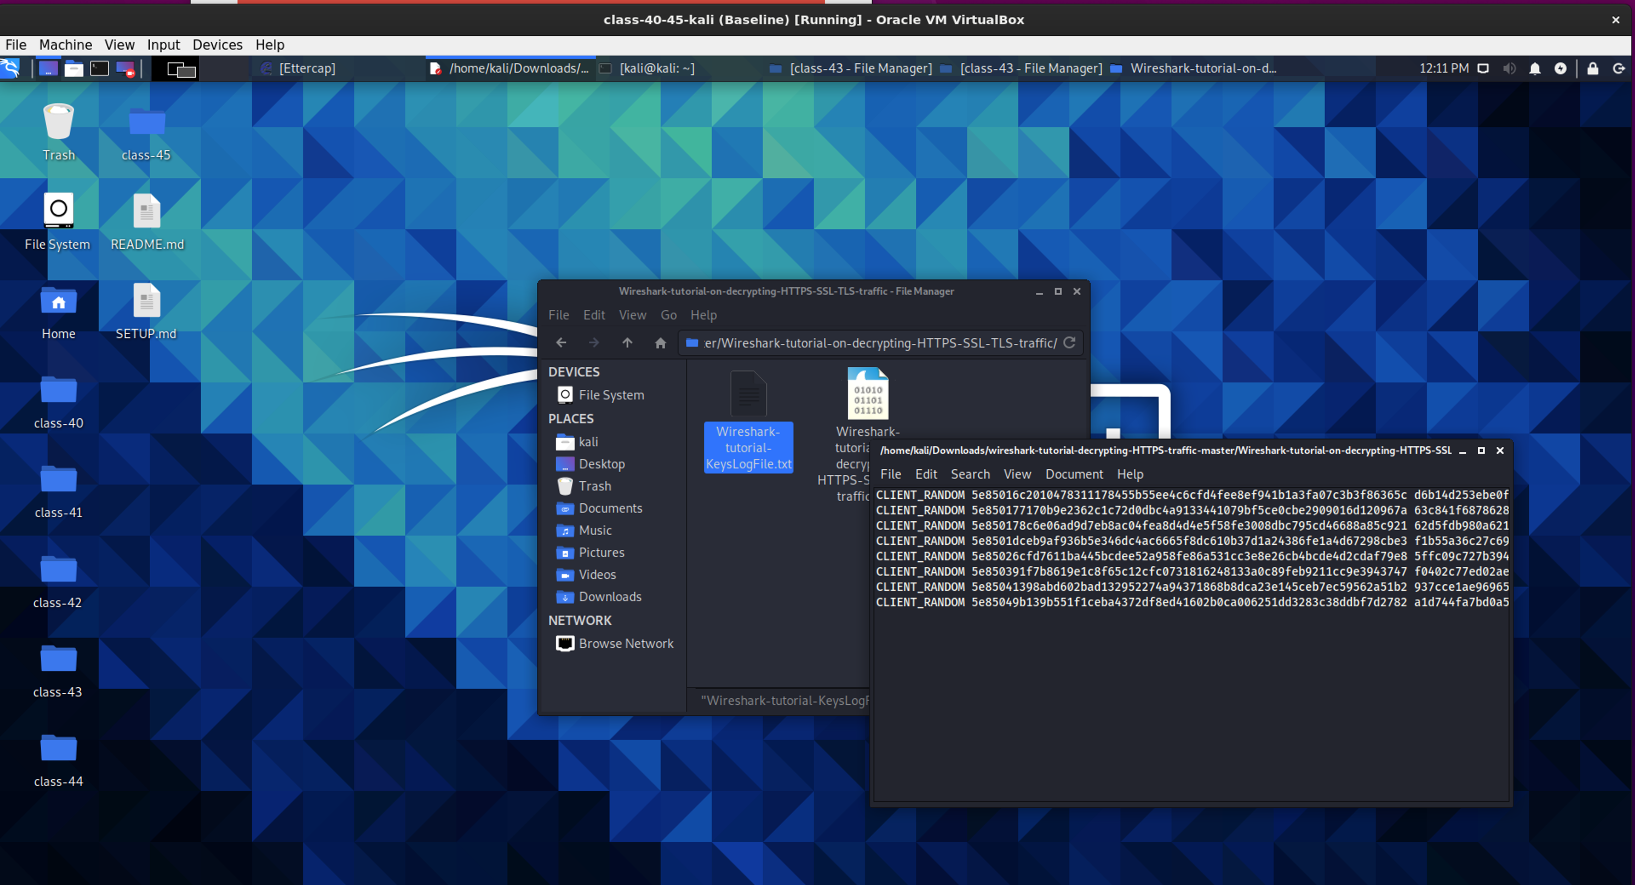 class-40-45-kali (Baseline) [Running] - Oracle VM VirtualBox
File Machine View Input Devices Help
[Ettercap]
/home/kali/Downloads/...
[kali@kali: ~]
[class-43 - File Manager]
[class-43 - File Manager]
Wireshark-tutorial-on-d...
12:11 PM
Trash
class-45
File System
README.md
Home
SETUP.md
class-40
class-41
class-42
class-43
class-44
Wireshark-tutorial-on-decrypting-HTTPS-SSL-TLS-traffic - File Manager
File Edit View Go Help
:er/Wireshark-tutorial-on-decrypting-HTTPS-SSL-TLS-traffic/
DEVICES
File System
PLACES
kali
Desktop
Trash
Documents
Music
Pictures
Videos
Downloads
NETWORK
Browse Network
Wireshark-
tutorial-
KeysLogFile.txt
01010
01101
01110
Wireshark-
tutoria
decryp
HTTPS-S
traffic
"Wireshark-tutorial-KeysLogF
/home/kali/Downloads/wireshark-tutorial-decrypting-HTTPS-traffic-master/Wireshark-tutorial-on-decrypting-HTTPS-SSL
File Edit Search View Document Help
CLIENT_RANDOM 5e85016c2010478311178455b55ee4c6cfd4fee8ef941b1a3fa07c3b3f86365c d6b14d253ebe0f
CLIENT_RANDOM 5e850177170b9e2362c1c72d0dbc4a9133441079bf5ce0cbe2909016d120967a 63c841f6878628
CLIENT_RANDOM 5e850178c6e06ad9d7eb8ac04fea8d4d4e5f58fe3008dbc795cd46688a85c921 62d5fdb980a621
CLIENT_RANDOM 5e8501dceb9af936b5e346dc4ac6665f8dc610b37d1a24386fe1a4d67298cbe3 f1b55a36c27c69
CLIENT_RANDOM 5e85026cfd7611ba445bcdee52a958fe86a531cc3e8e26cb4bcde4d2cdaf79e8 5ffc09c727b394
CLIENT_RANDOM 5e850391f7b8619e1c8f65c12cfc0731816248133a0c89feb9211cc9e3943747 f0402c77ed02ae
CLIENT_RANDOM 5e85041398abd602bad132952274a94371868b8dca23e145ceb7ec59562a51b2 937cce1ae96965
CLIENT_RANDOM 5e85049b139b551f1ceba4372df8ed41602b0ca006251dd3283c38ddbf7d2782 a1d744fa7bd0a5